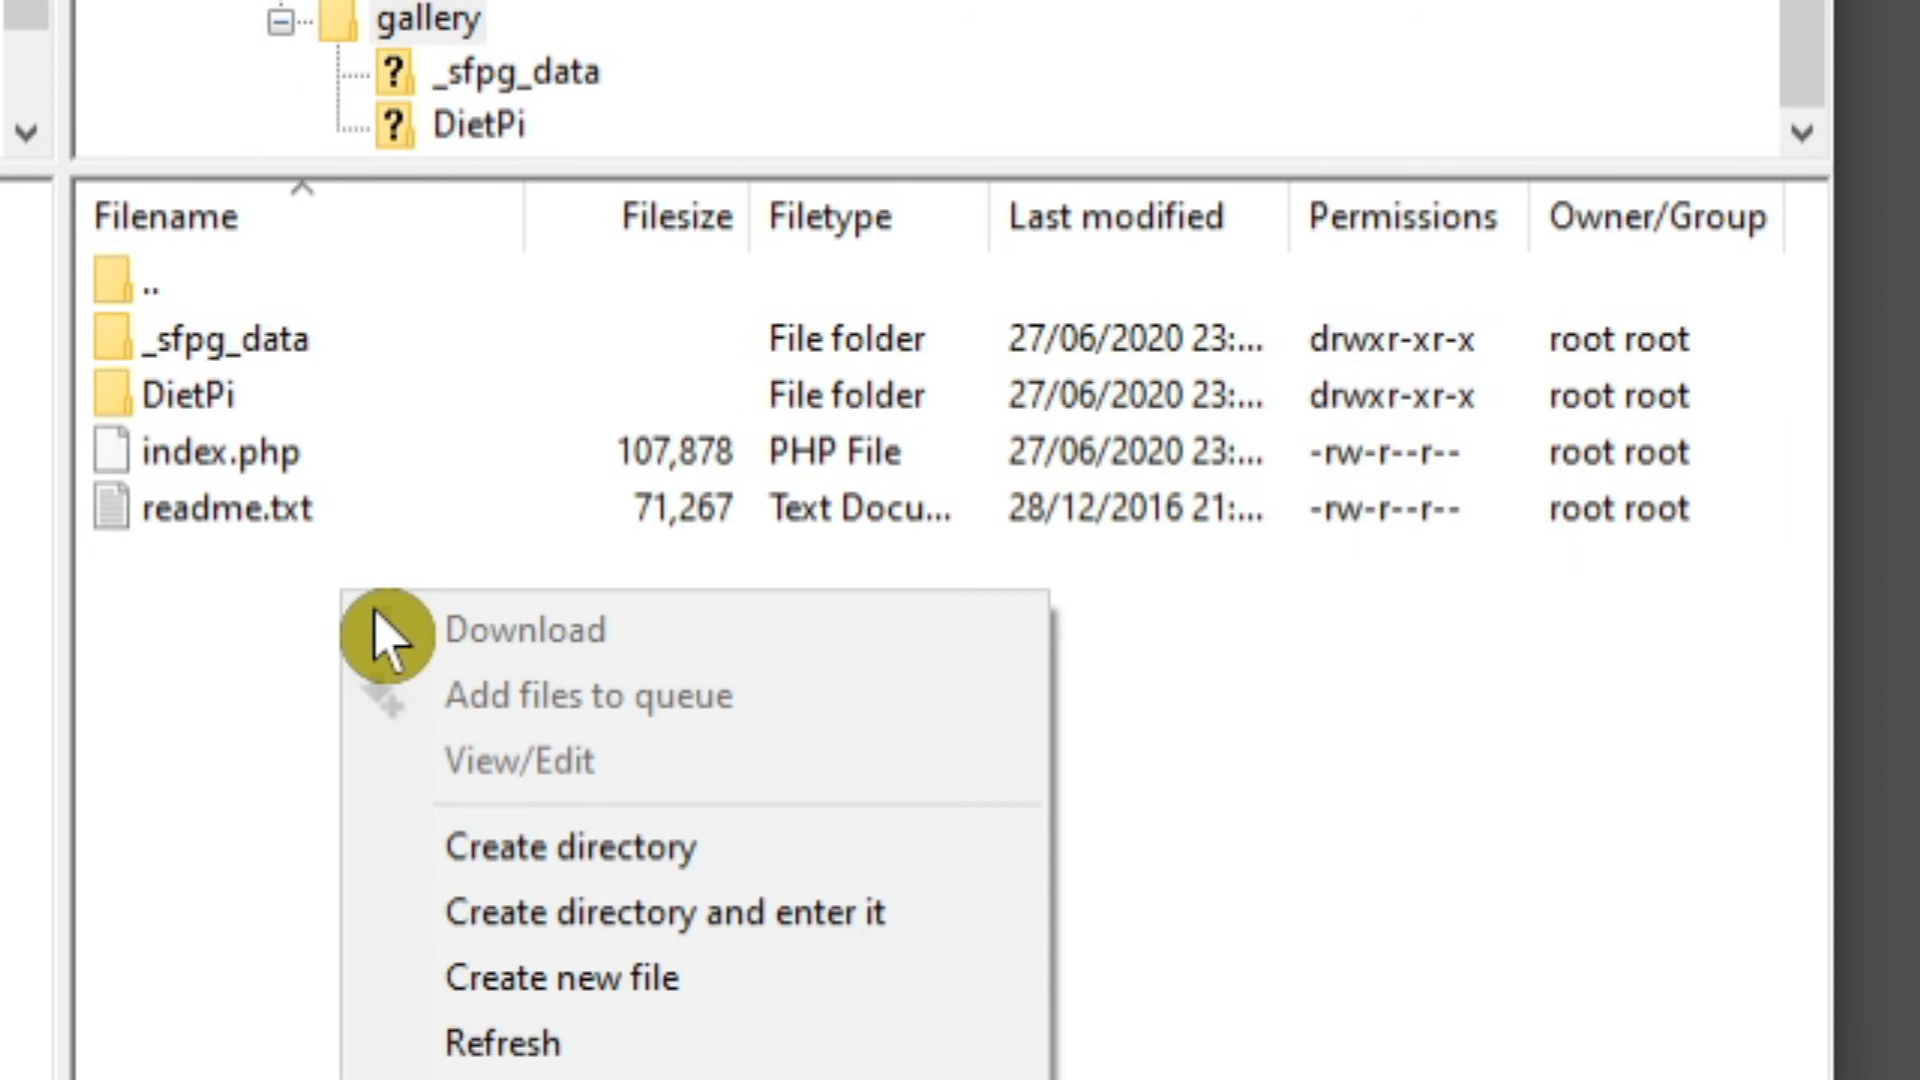 gallery
_sfpg_data
DietPi
Filename Filesize Filetype Last modified Permissions Owner/Group
..
_sfpg_data File folder 27/06/2020 23:... drwxr-xr-x root root
DietPi File folder 27/06/2020 23:... drwxr-xr-x root root
index.php 107,878 PHP File 27/06/2020 23:... -rw-r--r-- root root
readme.txt 71,267 Text Docu... 28/12/2016 21:... -rw-r--r-- root root
Download
Add files to queue
View/Edit
Create directory
Create directory and enter it
Create new file
Refresh